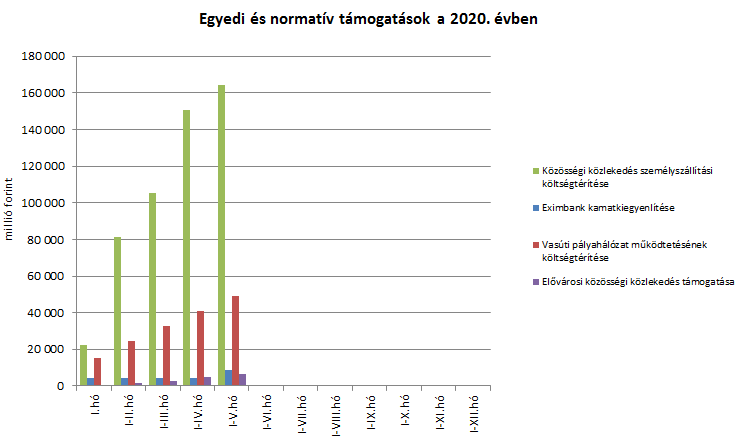 Egyedi és normatív támogatások a 2020. évben
180 000
160 000
140 000
120 000
100 000
80 000
60 000
40 000
20 000
0
millió forint
I.hó
I-II.hó
I-III.hó
I-IV.hó
I-V.hó
I-VI.hó
I-VII.hó
I-VIII.hó
I-IX.hó
I-X.hó
I-XI.hó
I-XII.hó
Közösségi közlekedés személyszállítási
költségtérítése
Eximbank kamatkiegyenlítése
Vasúti pályahálózat működtetésének
költségtérítése
Elővárosi közösségi közlekedés támogatása